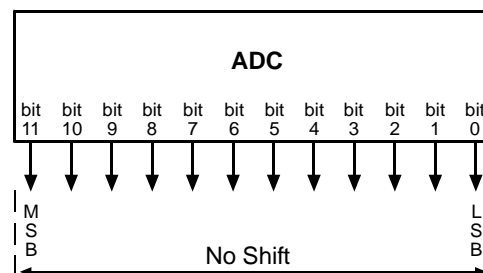 ADC
bit bit bit bit bit bit bit bit bit bit bit bit
11 10 9 8 7 6 5 4 3 2 1 0
M L
S S
B B
No Shift